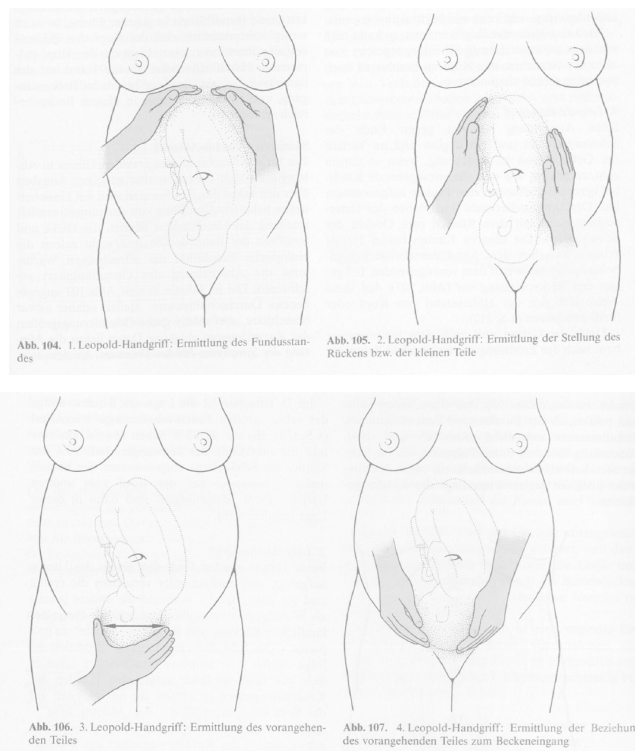 Abb. 104. 1. Leopold-Handgriff: Ermittlung des Fundusstan-
des
Abb. 105. 2. Leopold-Handgriff: Ermittlung der Stellung des
Rückens bzw. der kleinen Teile
Abb. 106. 3. Leopold-Handgriff: Ermittlung des vorangehen-
den Teiles
Abb. 107. 4. Leopold-Handgriff: Ermittlung der Beziehun
des vorangehenden Teiles zum Beckeneingang